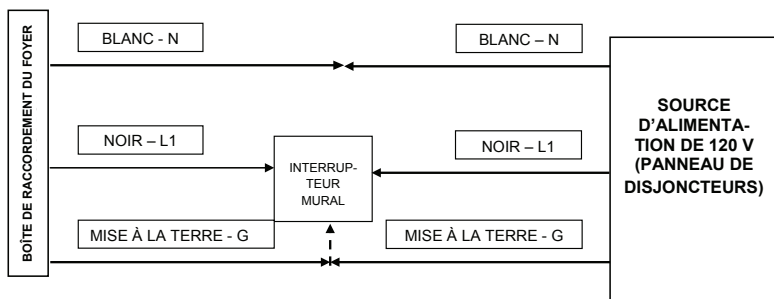 BOÎTE DE RACCORDEMENT DU FOYER
BLANC - N
BLANC – N
NOIR – L1
NOIR – L1
INTERRUP-
TEUR
MURAL
MISE À LA TERRE - G
MISE À LA TERRE - G
SOURCE
D'ALIMENTA-
TION DE 120 V
(PANNEAU DE
DISJONCTEURS)